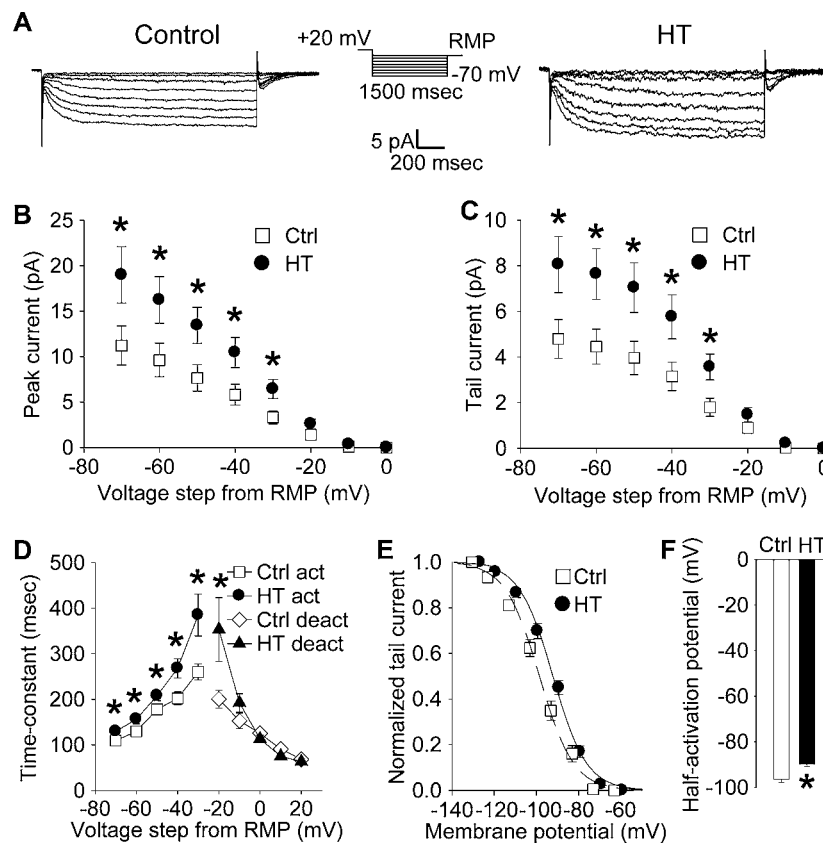 A
Control
+20 mV
RMP
-70 mV
1500 msec
5 pA
200 msec
HT
B
Peak current (pA)
25
20
15
10
5
0
Ctrl
HT
* * * * *
-80 -60 -40 -20 0
Voltage step from RMP (mV)
C
Tail current (pA)
10
8
6
4
2
0
Ctrl
HT
* * * * *
-80 -60 -40 -20 0
Voltage step from RMP (mV)
D
Time-constant (msec)
500
400
300
200
100
0
Ctrl act
HT act
Ctrl deact
HT deact
* * * * * *
-80 -60 -40 -20 0 20
Voltage step from RMP (mV)
E
Normalized tail current
1.0
0.8
0.6
0.4
0.2
0.0
Ctrl
HT
-140 -120 -100 -80 -60
Membrane potential (mV)
F
Half-activation potential (mV)
Ctrl HT
0
-20
-40
-60
-80
-100
*